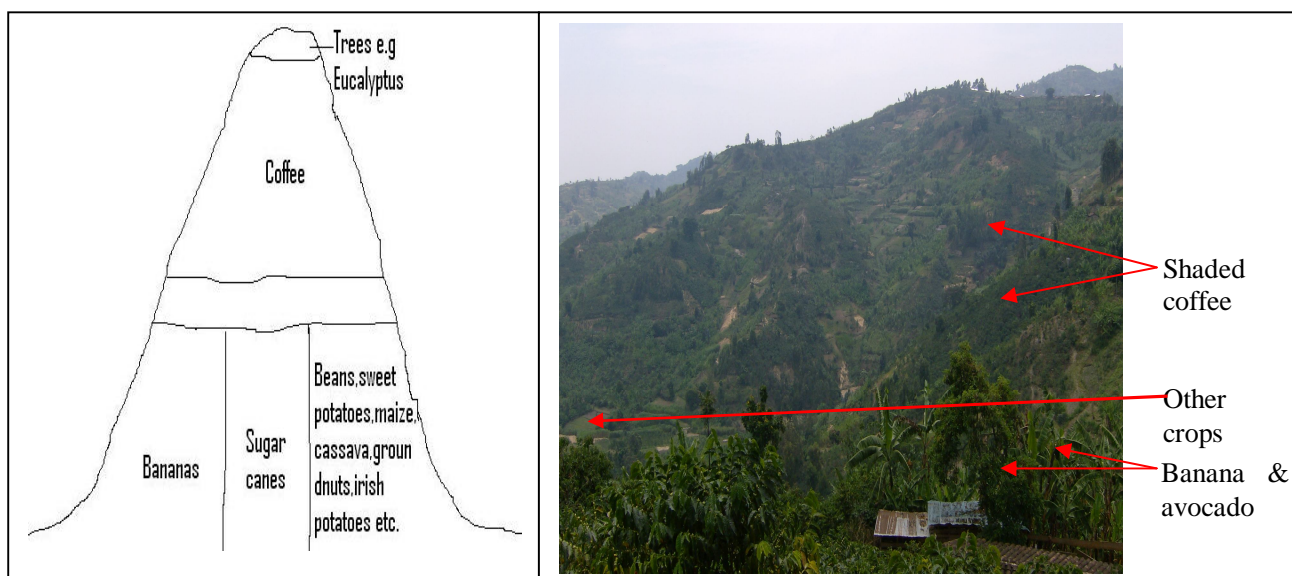 Trees e.g
Eucalyptus
Coffee
Bananas
Sugar
canes
Beans,sweet
potatoes,maize,
cassava,groun
dnuts,irish
potatoes etc.
Shaded
coffee
Other
crops
Banana &
avocado